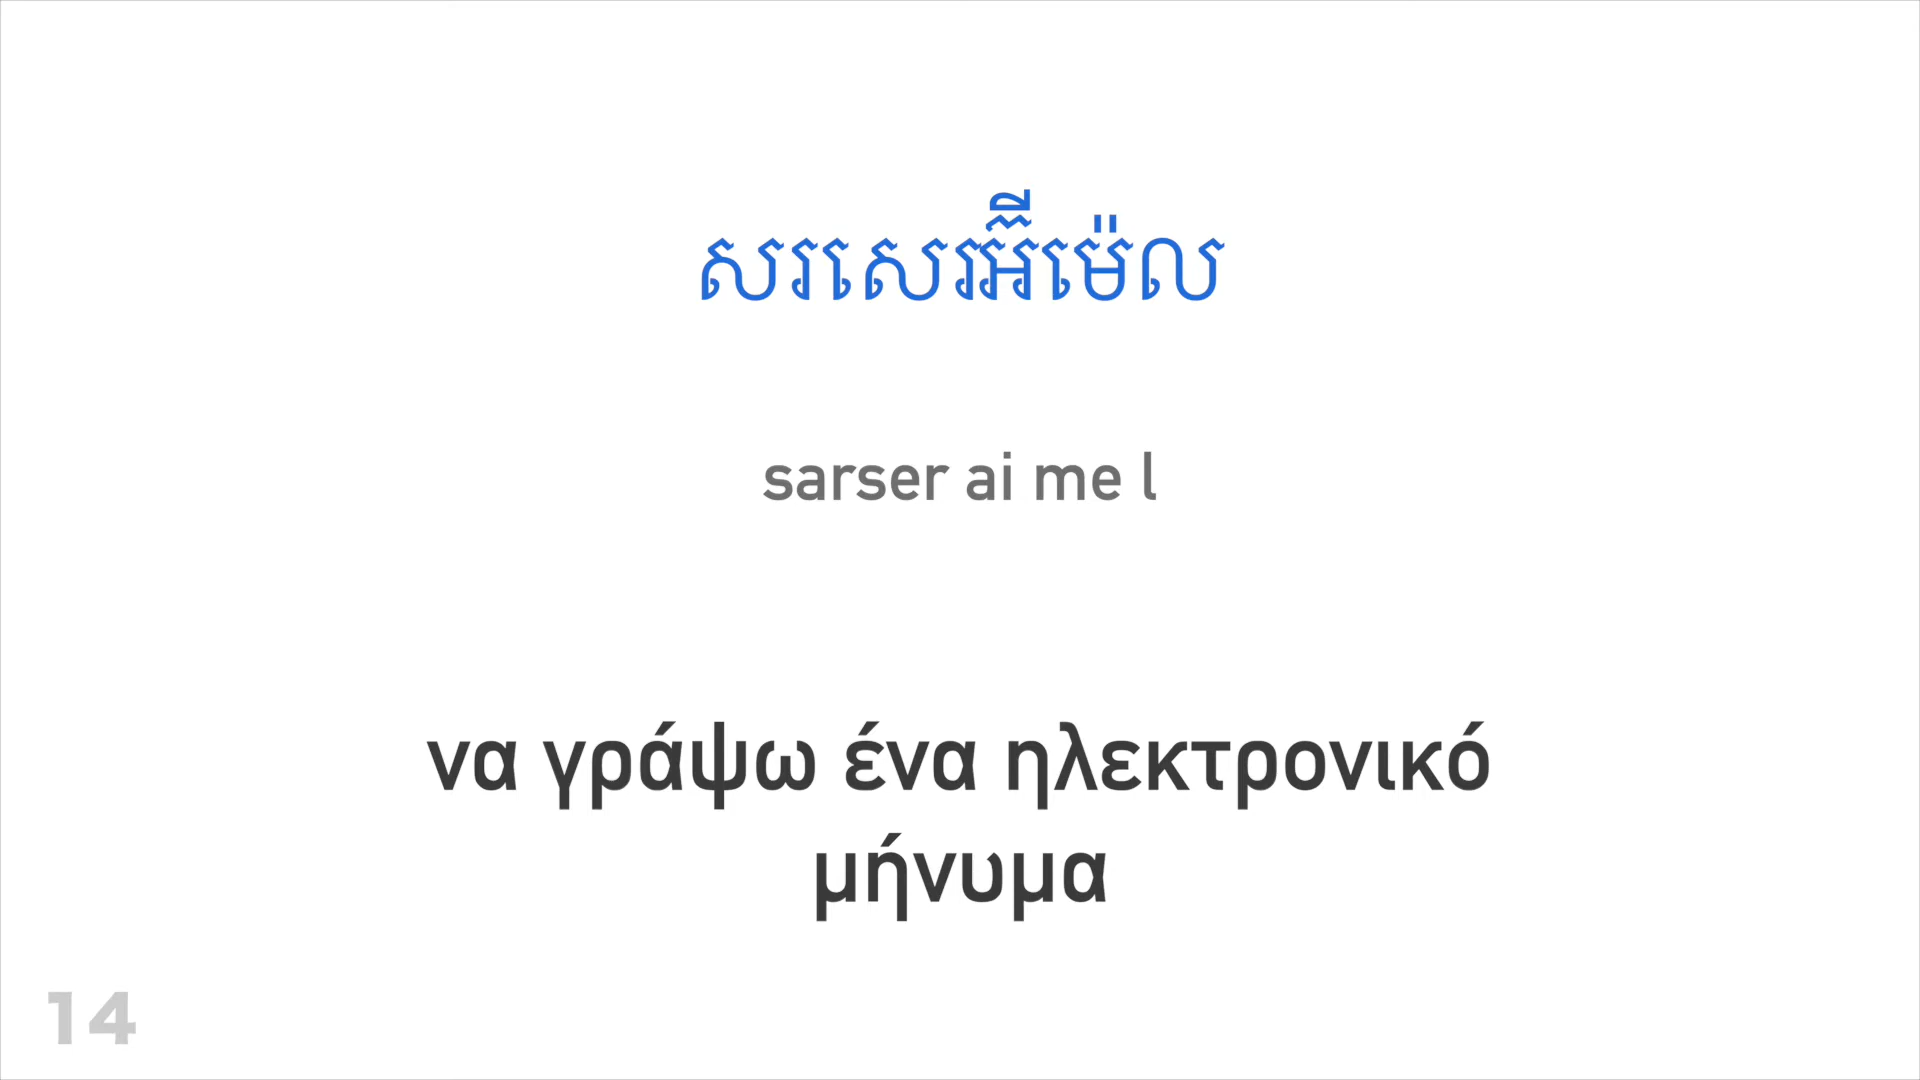 សរសេរអ៊ីម៉េល
sarser ai me l
να γράψω ένα ηλεκτρονικό
μήνυμα
14